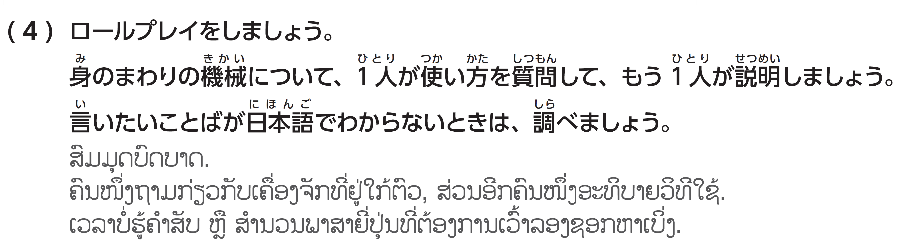 (4) ロールプレイをしましょう。
身のまわりの機械について、1人が使い方を質問して、もう1人が説明しましょう。
言いたいことばが日本語でわからないときは、調べましょう。
ສົມມຸດບົດບາດ.
ຄົນໜຶ່ງຖາມກ່ຽວກັບເຄື່ອງຈັກທີ່ຢູ່ໃກ້ຕົວ, ສ່ວນອີກຄົນໜຶ່ງອະທິບາຍວິທີໃຊ້.
ເວລາບໍ່ຮູ້ຄຳສັບ ຫຼື ສຳນວນພາສາຍີ່ປຸ່ນທີ່ຕ້ອງການເວົ້າລອງຊອກຫາເບິ່ງ.